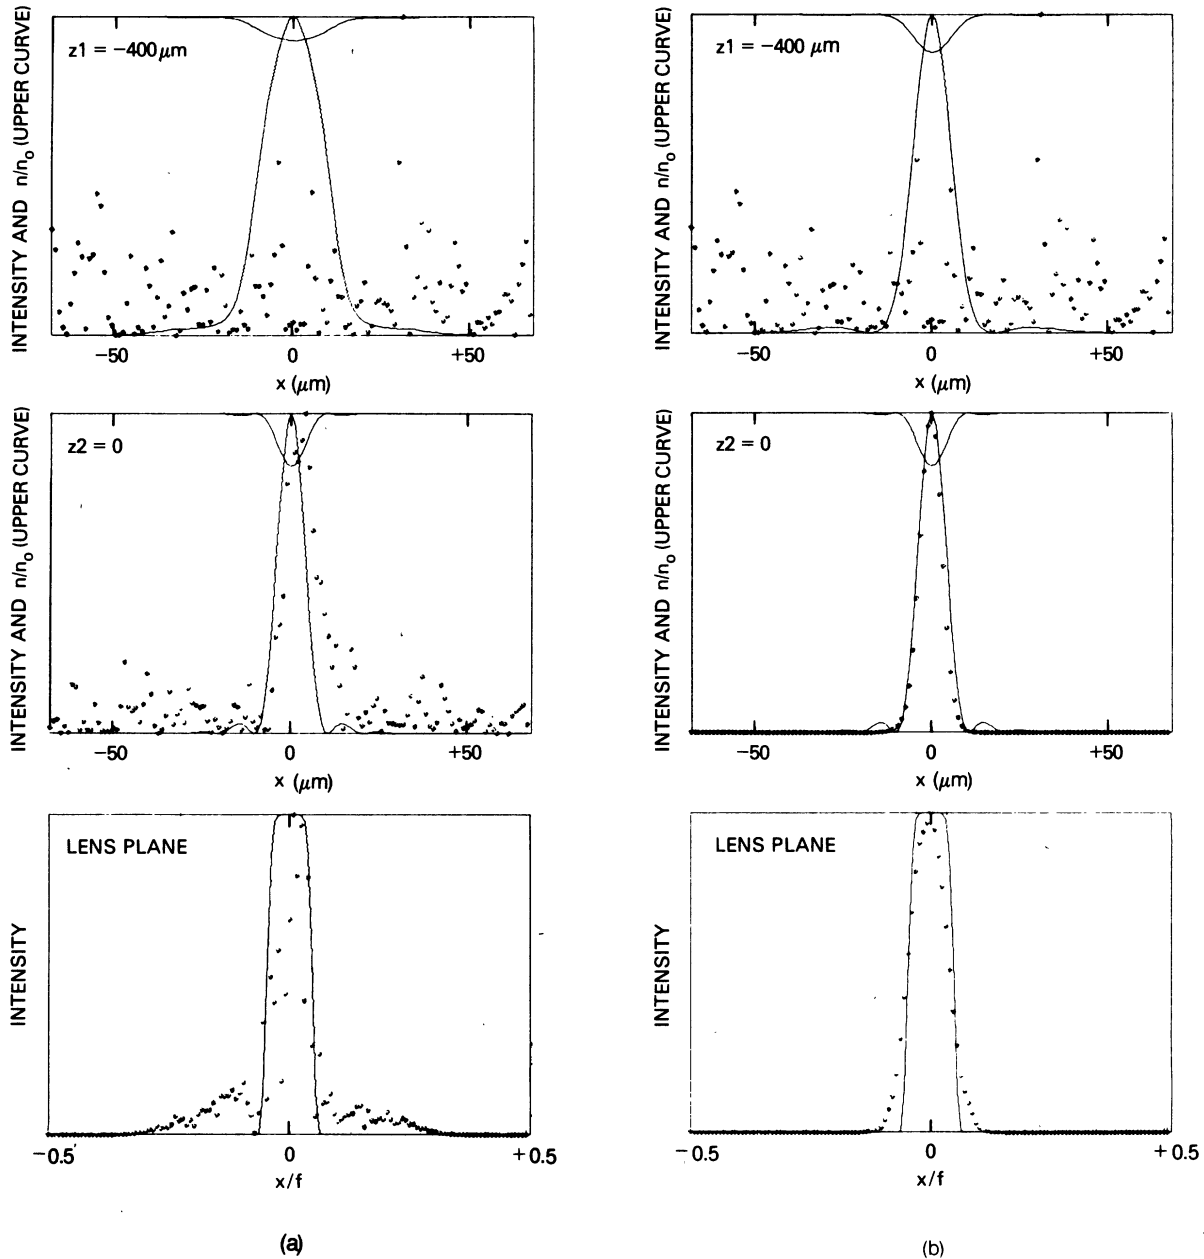 INTENSITY AND n/n₀ (UPPER CURVE)
z1 = −400 μm
−50 0 +50
x (μm)
INTENSITY AND n/n₀ (UPPER CURVE)
z2 = 0
−50 0 +50
x (μm)
INTENSITY
LENS PLANE
−0.5 0 +0.5
x/f
(a)
INTENSITY AND n/n₀ (UPPER CURVE)
z1 = −400 μm
−50 0 +50
x (μm)
INTENSITY AND n/n₀ (UPPER CURVE)
z2 = 0
−50 0 +50
x (μm)
INTENSITY
LENS PLANE
−0.5 0 +0.5
x/f
(b)